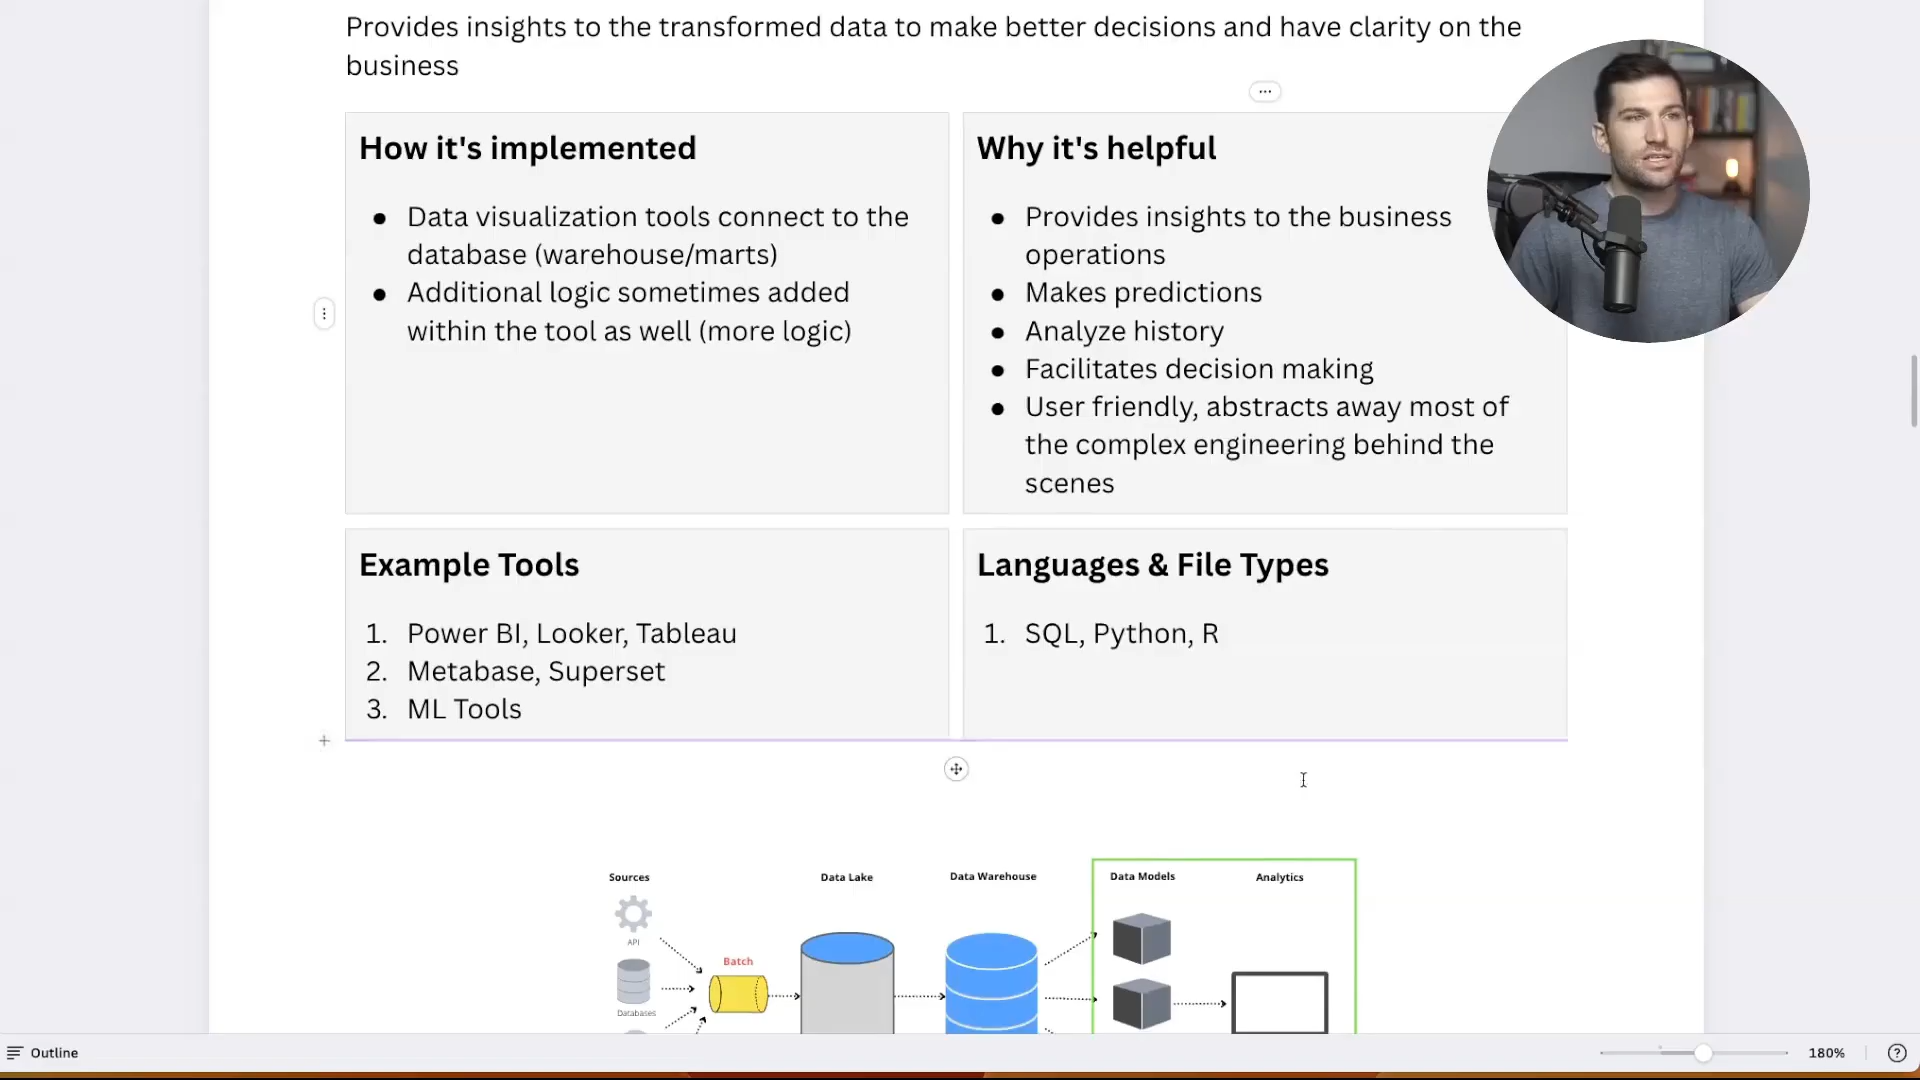 Provides insights to the transformed data to make better decisions and have clarity on the
business
How it's implemented
● Data visualization tools connect to the
database (warehouse/marts)
● Additional logic sometimes added
within the tool as well (more logic)
Why it's helpful
● Provides insights to the business
operations
● Makes predictions
● Analyze history
● Facilitates decision making
● User friendly, abstracts away most of
the complex engineering behind the
scenes
Example Tools
1. Power BI, Looker, Tableau
2. Metabase, Superset
3. ML Tools
Languages & File Types
1. SQL, Python, R
Sources
Data Lake
Data Warehouse
Data Models
Analytics
API
Batch
Databases
Outline
180%
?